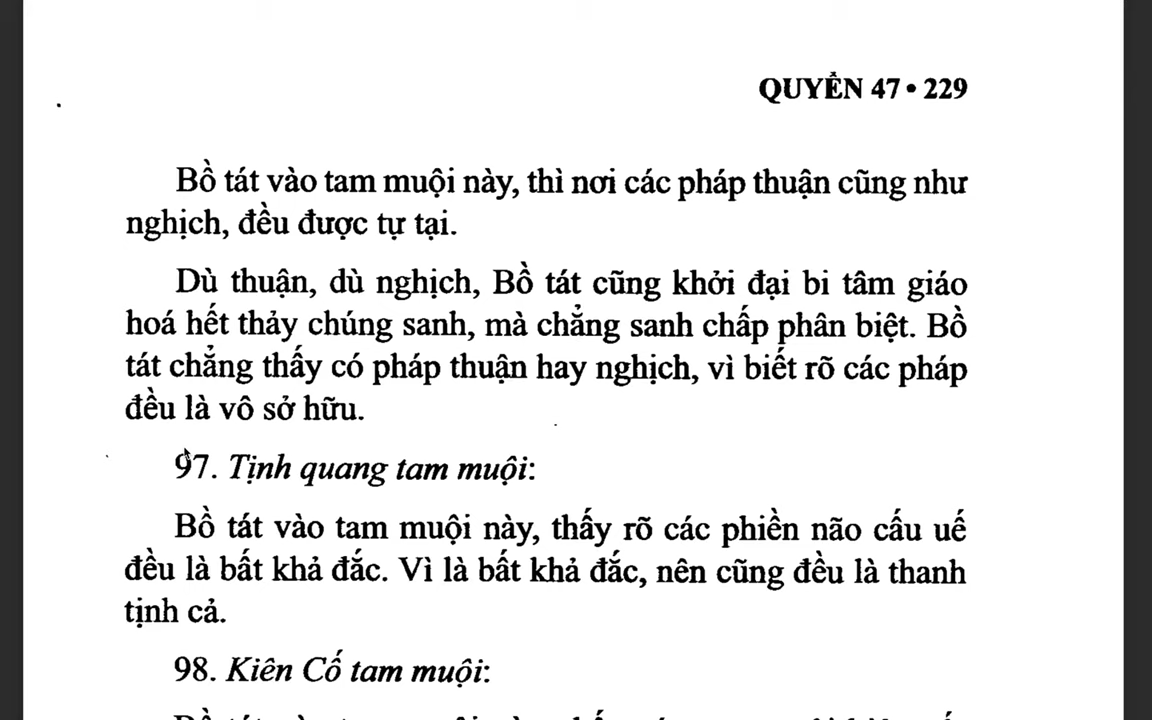 QUYỂN 47 • 229
Bồ tát vào tam muội này, thì nơi các pháp thuận cũng như
nghịch, đều được tự tại.
Dù thuận, dù nghịch, Bồ tát cũng khởi đại bi tâm giáo
hoá hết thảy chúng sanh, mà chẳng sanh chấp phân biệt. Bồ
tát chẳng thấy có pháp thuận hay nghịch, vì biết rõ các pháp
đều là vô sở hữu.
97. Tịnh quang tam muội:
Bồ tát vào tam muội này, thấy rõ các phiền não cấu uế
đều là bất khả đắc. Vì là bất khả đắc, nên cũng đều là thanh
tịnh cả.
98. Kiên Cố tam muội: